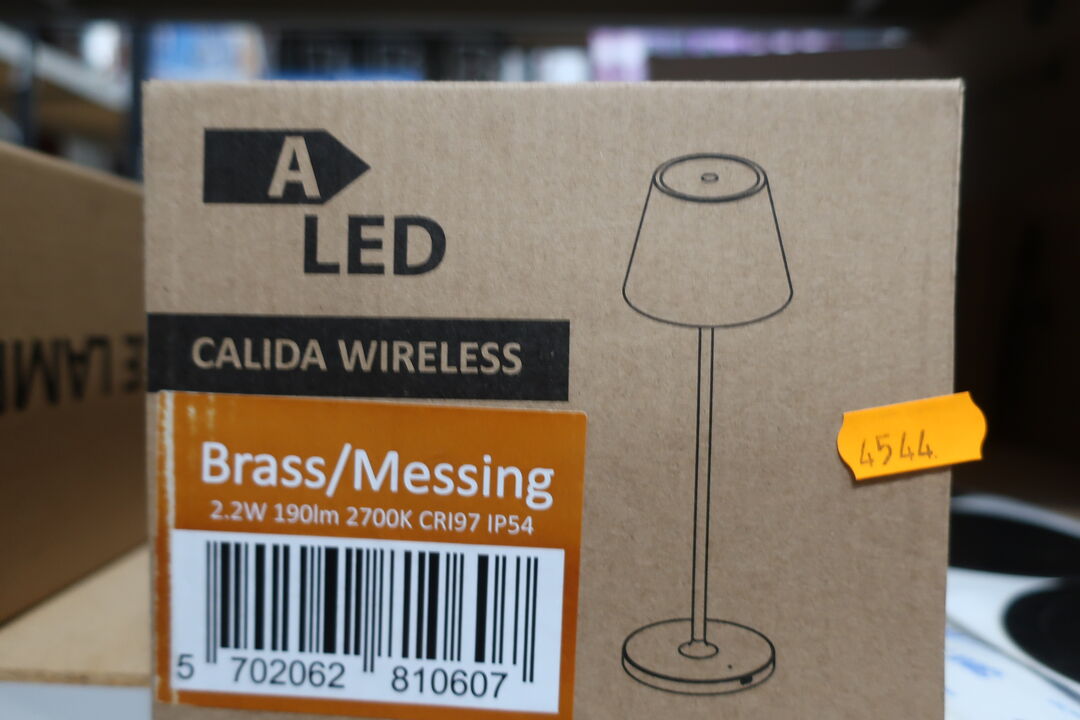 A
LED
CALIDA WIRELESS
Brass/Messing
2.2W 190lm 2700K CRI97 IP54
5 702062 810607
4544